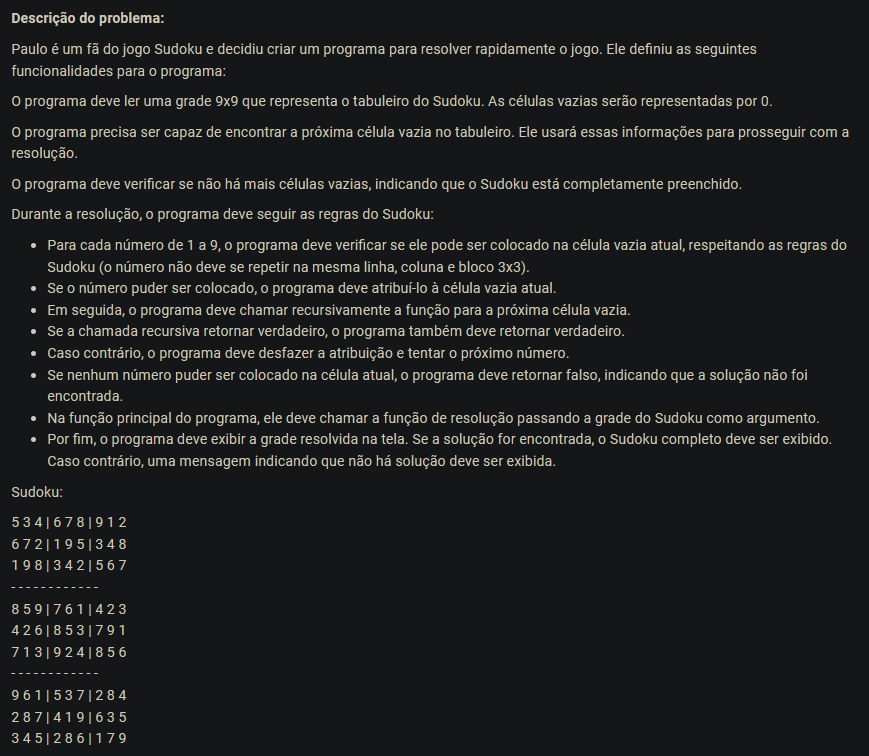 Descrição do problema:
Paulo é um fã do jogo Sudoku e decidiu criar um programa para resolver rapidamente o jogo. Ele definiu as seguintes
funcionalidades para o programa:
O programa deve ler uma grade 9x9 que representa o tabuleiro do Sudoku. As células vazias serão representadas por 0.
O programa precisa ser capaz de encontrar a próxima célula vazia no tabuleiro. Ele usará essas informações para prosseguir com a
resolução.
O programa deve verificar se não há mais células vazias, indicando que o Sudoku está completamente preenchido.
Durante a resolução, o programa deve seguir as regras do Sudoku:
• Para cada número de 1 a 9, o programa deve verificar se ele pode ser colocado na célula vazia atual, respeitando as regras do
Sudoku (o número não deve se repetir na mesma linha, coluna e bloco 3x3).
• Se o número puder ser colocado, o programa deve atribuí-lo à célula vazia atual.
• Em seguida, o programa deve chamar recursivamente a função para a próxima célula vazia.
• Se a chamada recursiva retornar verdadeiro, o programa também deve retornar verdadeiro.
• Caso contrário, o programa deve desfazer a atribuição e tentar o próximo número.
• Se nenhum número puder ser colocado na célula atual, o programa deve retornar falso, indicando que a solução não foi
encontrada.
• Na função principal do programa, ele deve chamar a função de resolução passando a grade do Sudoku como argumento.
• Por fim, o programa deve exibir a grade resolvida na tela. Se a solução for encontrada, o Sudoku completo deve ser exibido.
Caso contrário, uma mensagem indicando que não há solução deve ser exibida.
Sudoku:
5 3 4 | 6 7 8 | 9 1 2
6 7 2 | 1 9 5 | 3 4 8
1 9 8 | 3 4 2 | 5 6 7
- - - - - - - - - - - -
8 5 9 | 7 6 1 | 4 2 3
4 2 6 | 8 5 3 | 7 9 1
7 1 3 | 9 2 4 | 8 5 6
- - - - - - - - - - - -
9 6 1 | 5 3 7 | 2 8 4
2 8 7 | 4 1 9 | 6 3 5
3 4 5 | 2 8 6 | 1 7 9